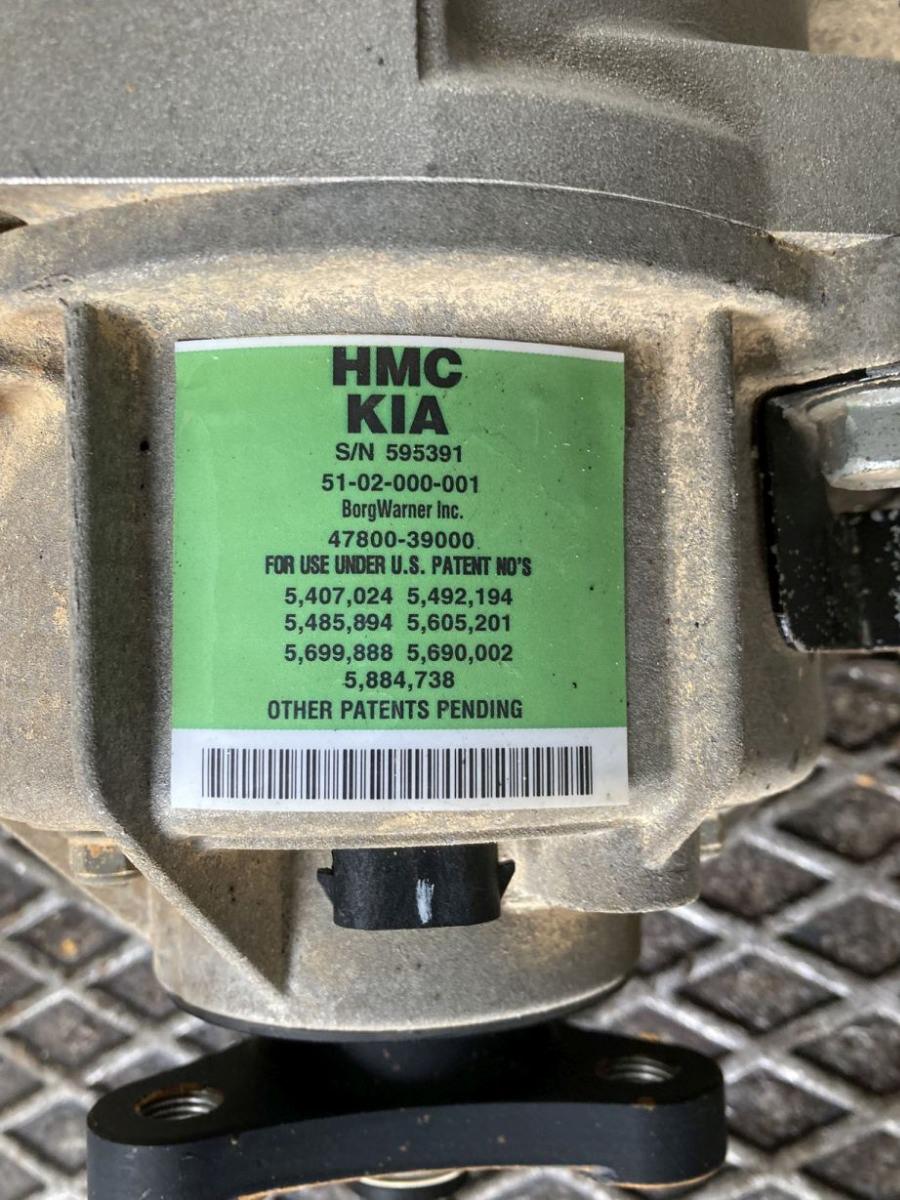 HMC
KIA
S/N 595391
51-02-000-001
BorgWarner Inc.
47800-39000
FOR USE UNDER U.S. PATENT NO'S
5,407,024 5,492,194
5,485,894 5,605,201
5,699,888 5,690,002
5,884,738
OTHER PATENTS PENDING